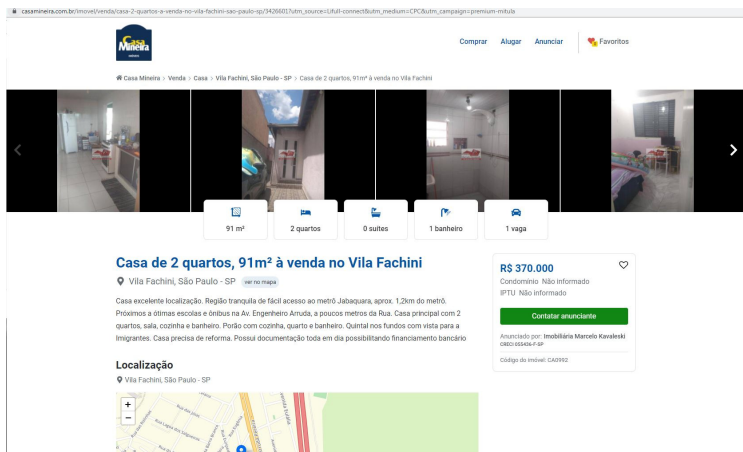 casamineira.com.br/imovel/venda/casa-2-quartos-a-venda-no-vila-fachini-sao-paulo-sp/3426601?utm_source=Lifull-connect&utm_medium=CPC&utm_campaign=premium-mitula
Casa
Mineira
Comprar Alugar Anunciar Favoritos
Casa Mineira > Venda > Casa > Vila Fachini, São Paulo - SP > Casa de 2 quartos, 91m² à venda no Vila Fachini
91 m² 2 quartos 0 suítes 1 banheiro 1 vaga
Casa de 2 quartos, 91m² à venda no Vila Fachini
Vila Fachini, São Paulo - SP ver no mapa
Casa excelente localização. Região tranquila de fácil acesso ao metrô Jabaquara, aprox. 1,2km do metrô.
Próximos a ótimas escolas e ônibus na Av. Engenheiro Arruda, a poucos metros da Rua. Casa principal com 2
quartos, sala, cozinha e banheiro. Porão com cozinha, quarto e banheiro. Quintal nos fundos com vista para a
Imigrantes. Casa precisa de reforma. Possui documentação toda em dia possibilitando financiamento bancário
R$ 370.000
Condomínio Não informado
IPTU Não informado
Contatar anunciante
Anunciado por: Imobiliária Marcelo Kavaleski
CRECI 055436-F-SP
Código do imóvel: CA0992
Localização
Vila Fachini, São Paulo - SP
+
−